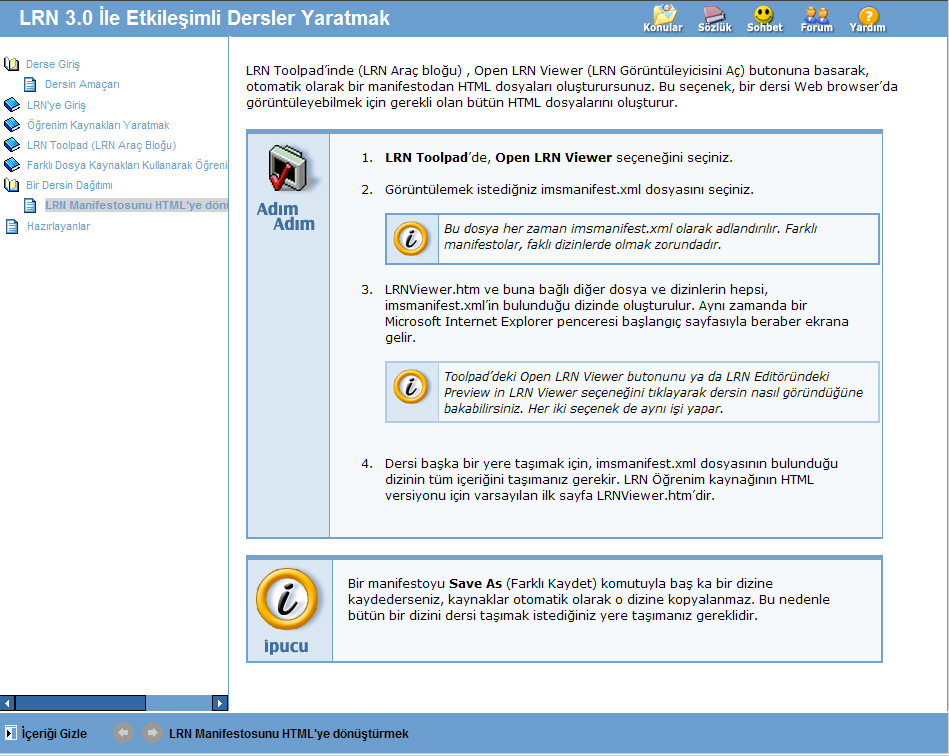 LRN 3.0 İle Etkileşimli Dersler Yaratmak
Konular
Sözlük
Sohbet
Forum
Yardım
Derse Giriş
Dersin Amaçarı
LRN'ye Giriş
Öğrenim Kaynakları Yaratmak
LRN Toolpad (LRN Araç Bloğu)
Farklı Dosya Kaynakları Kullanarak Öğreni
Bir Dersin Dağıtımı
LRN Manifestosunu HTML'ye dönü
Hazırlayanlar
LRN Toolpad'inde (LRN Araç bloğu) , Open LRN Viewer (LRN Görüntüleyicisini Aç) butonuna basarak,
otomatik olarak bir manifestodan HTML dosyaları oluşturursunuz. Bu seçenek, bir dersi Web browser'da
görüntüleyebilmek için gerekli olan bütün HTML dosyalarını oluşturur.
Adım
Adım
1. LRN Toolpad'de, Open LRN Viewer seçeneğini seçiniz.
2. Görüntülemek istediğniz imsmanifest.xml dosyasını seçiniz.
Bu dosya her zaman imsmanifest.xml olarak adlandırılır. Farklı
manifestolar, faklı dizinlerde olmak zorundadır.
3. LRNViewer.htm ve buna bağlı diğer dosya ve dizinlerin hepsi,
imsmanifest.xml'in bulunduğu dizinde oluşturulur. Aynı zamanda bir
Microsoft Internet Explorer penceresi başlangıç sayfasıyla beraber ekrana
gelir.
Toolpad'deki Open LRN Viewer butonunu ya da LRN Editöründeki
Preview in LRN Viewer seçeneğini tıklayarak dersin nasıl göründüğüne
bakabilirsiniz. Her iki seçenek de aynı işi yapar.
4. Dersi başka bir yere taşımak için, imsmanifest.xml dosyasının bulunduğu
dizinin tüm içeriğini taşımanız gerekir. LRN Öğrenim kaynağının HTML
versiyonu için varsayılan ilk sayfa LRNViewer.htm'dir.
ipucu
Bir manifestoyu Save As (Farklı Kaydet) komutuyla baş ka bir dizine
kaydederseniz, kaynaklar otomatik olarak o dizine kopyalanmaz. Bu nedenle
bütün bir dizini dersi taşımak istediğiniz yere taşımanız gereklidir.
İçeriği Gizle
LRN Manifestosunu HTML'ye dönüştürmek